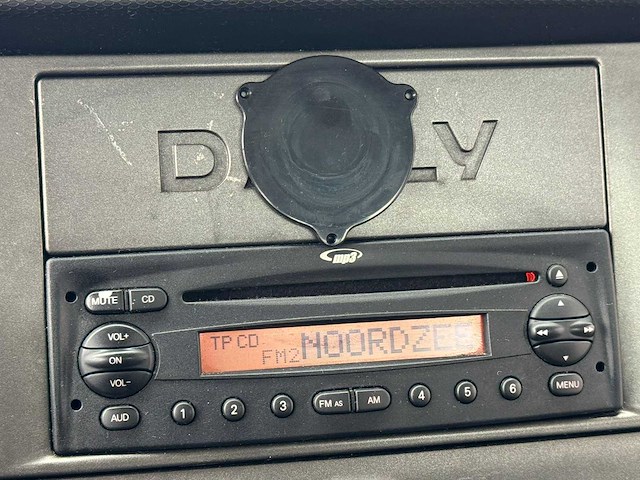 D LY
mp3
MUTE CD
TP CD
FM2 NOORDZEE
VOL+
ON
VOL-
AUD
1 2 3 FM AS AM 4 5 6 MENU